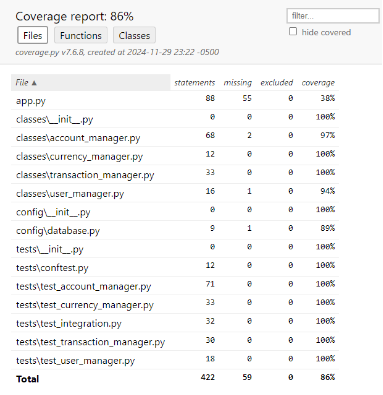 Coverage report: 86%
filter...
Files Functions Classes
hide covered
coverage.py v7.6.8, created at 2024-11-29 23:22 -0500
File ▲ statements missing excluded coverage
app.py 88 55 0 38%
classes\__init__.py 0 0 0 100%
classes\account_manager.py 68 2 0 97%
classes\currency_manager.py 12 0 0 100%
classes\transaction_manager.py 33 0 0 100%
classes\user_manager.py 16 1 0 94%
config\__init__.py 0 0 0 100%
config\database.py 9 1 0 89%
tests\__init__.py 0 0 0 100%
tests\conftest.py 12 0 0 100%
tests\test_account_manager.py 71 0 0 100%
tests\test_currency_manager.py 33 0 0 100%
tests\test_integration.py 32 0 0 100%
tests\test_transaction_manager.py 30 0 0 100%
tests\test_user_manager.py 18 0 0 100%
Total 422 59 0 86%